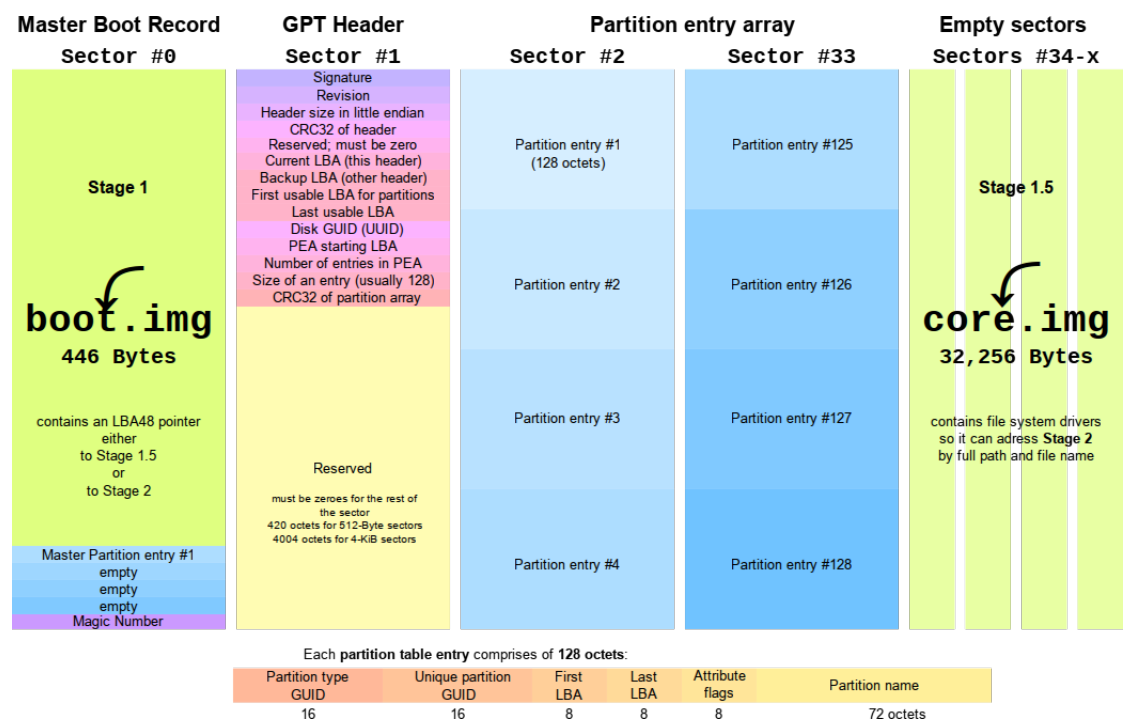 Master Boot Record
Sector #0
Stage 1
boot.img
446 Bytes
contains an LBA48 pointer
either
to Stage 1.5
or
to Stage 2
Master Partition entry #1
empty
empty
empty
Magic Number
GPT Header
Sector #1
Signature
Revision
Header size in little endian
CRC32 of header
Reserved; must be zero
Current LBA (this header)
Backup LBA (other header)
First usable LBA for partitions
Last usable LBA
Disk GUID (UUID)
PEA starting LBA
Number of entries in PEA
Size of an entry (usually 128)
CRC32 of partition array
Reserved
must be zeroes for the rest of
the sector
420 octets for 512-Byte sectors
4004 octets for 4-KiB sectors
Partition entry array
Sector #2
Partition entry #1
(128 octets)
Partition entry #2
Partition entry #3
Partition entry #4
Sector #33
Partition entry #125
Partition entry #126
Partition entry #127
Partition entry #128
Empty sectors
Sectors #34-x
Stage 1.5
core.img
32,256 Bytes
contains file system drivers
so it can adress Stage 2
by full path and file name
Each partition table entry comprises of 128 octets:
Partition type
GUID
Unique partition
GUID
First
LBA
Last
LBA
Attribute
flags
Partition name
16 16 8 8 8 72 octets